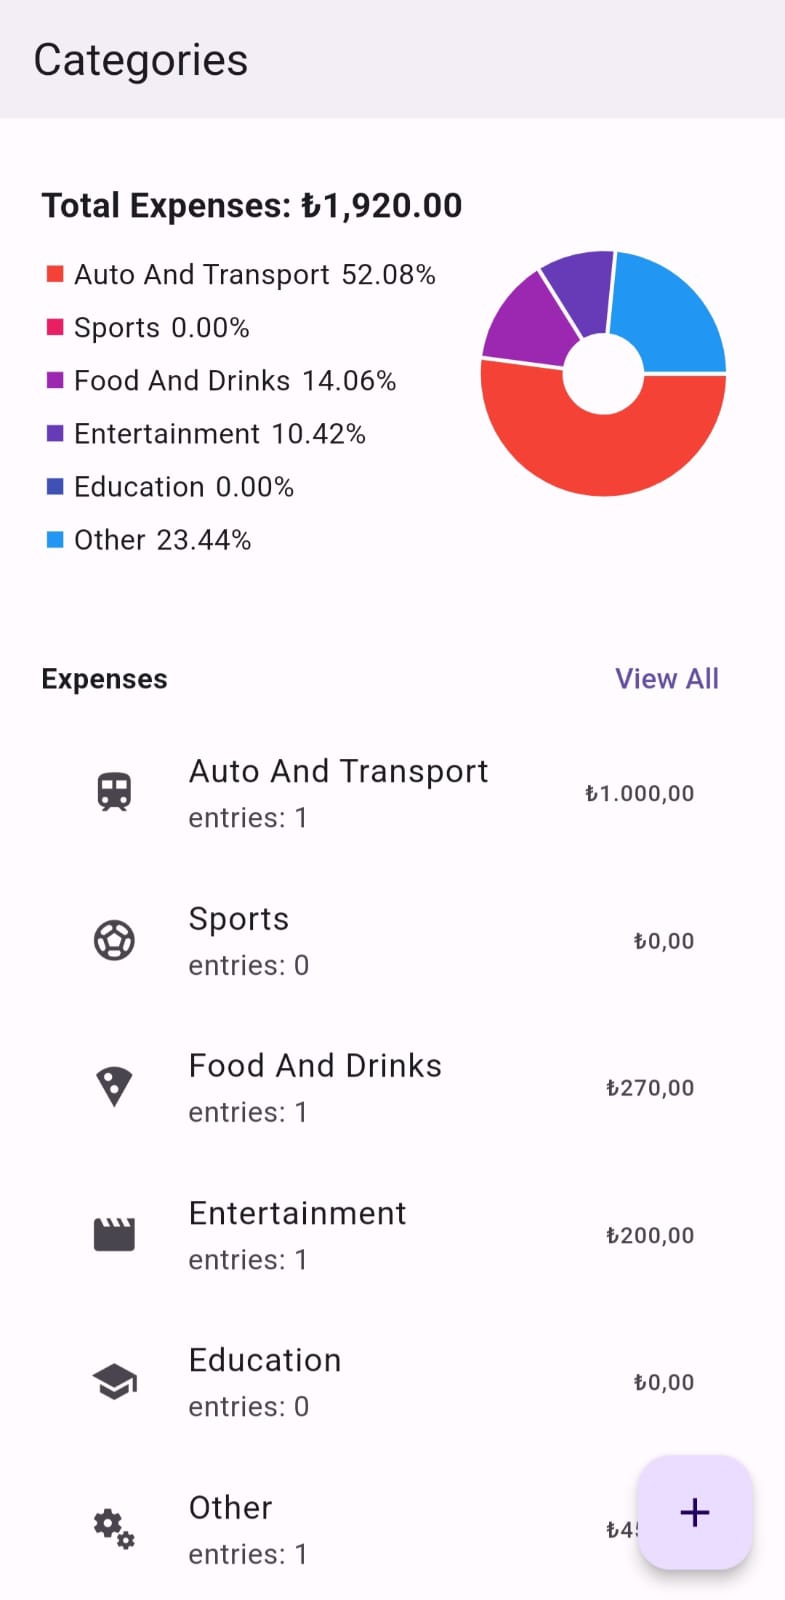 Categories
Total Expenses: ₺1,920.00
Auto And Transport 52.08%
Sports 0.00%
Food And Drinks 14.06%
Entertainment 10.42%
Education 0.00%
Other 23.44%
Expenses
View All
Auto And Transport
entries: 1
₺1.000,00
Sports
entries: 0
₺0,00
Food And Drinks
entries: 1
₺270,00
Entertainment
entries: 1
₺200,00
Education
entries: 0
₺0,00
Other
entries: 1
+